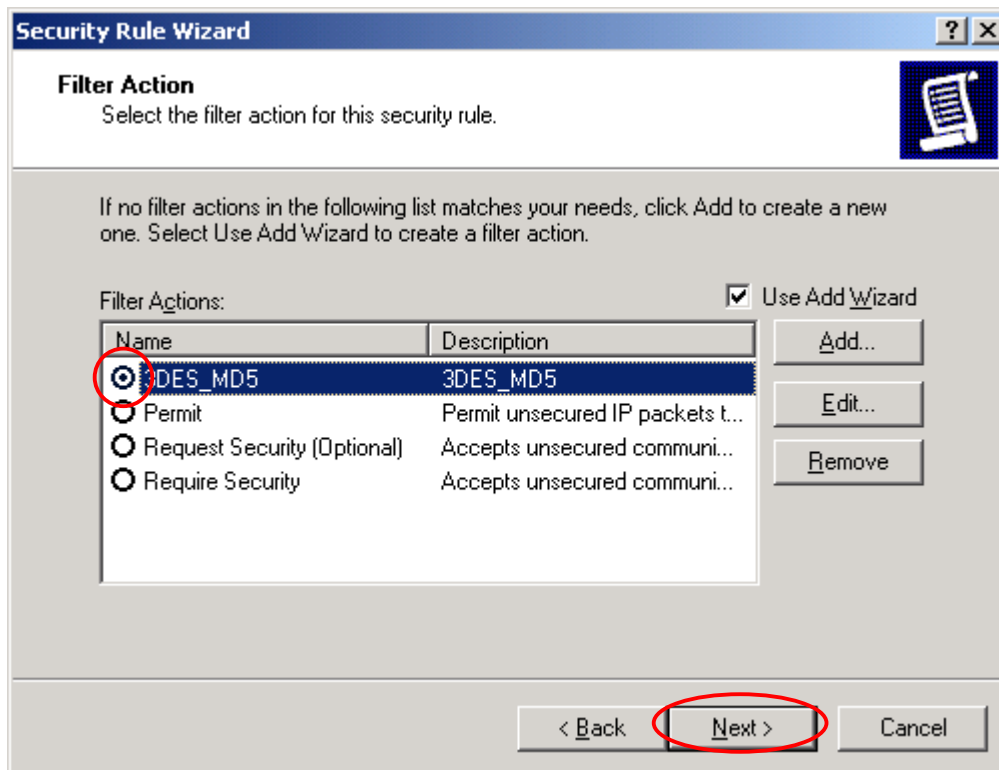 Security Rule Wizard
Filter Action
Select the filter action for this security rule.
If no filter actions in the following list matches your needs, click Add to create a new
one. Select Use Add Wizard to create a filter action.
Filter Actions:
Use Add Wizard
Name Description
3DES_MD5 3DES_MD5
Permit Permit unsecured IP packets t...
Request Security (Optional) Accepts unsecured communi...
Require Security Accepts unsecured communi...
Add...
Edit...
Remove
< Back Next > Cancel